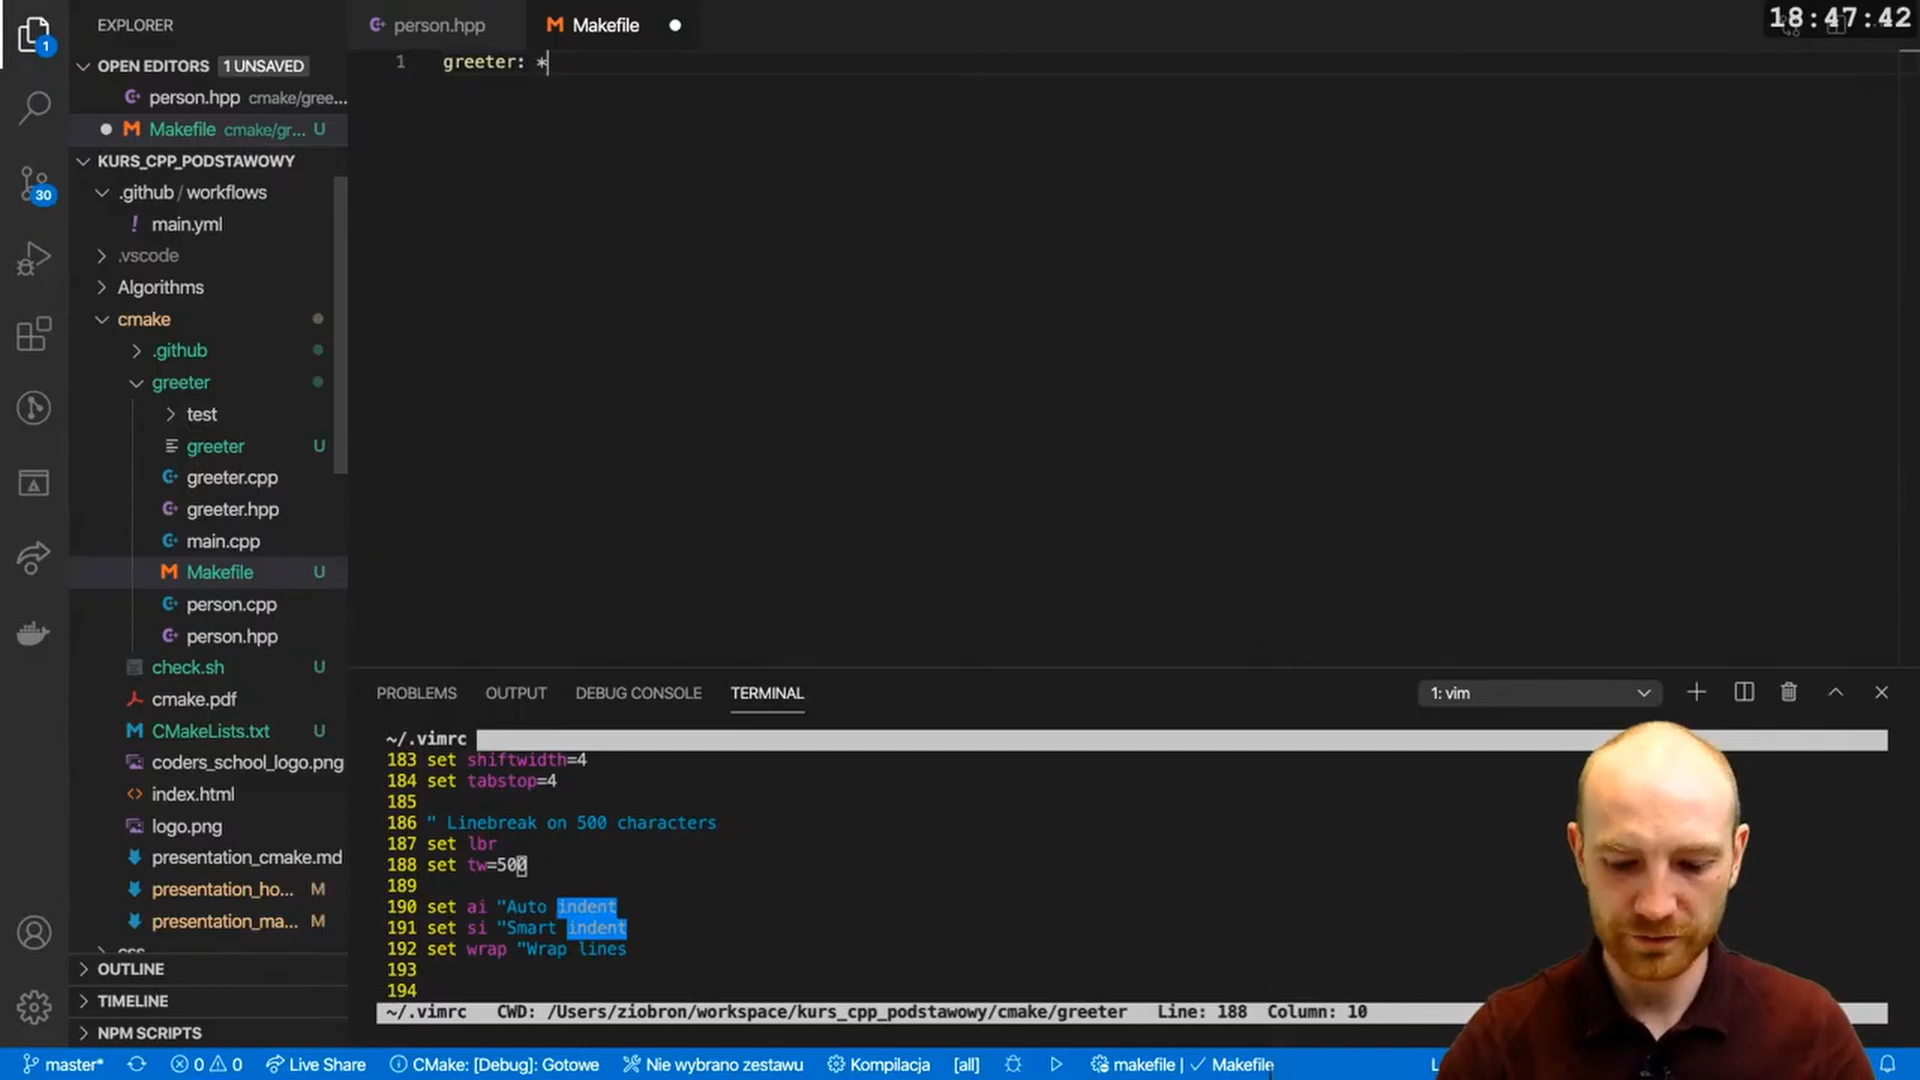 EXPLORER
person.hpp
Makefile
18:47:42
OPEN EDITORS 1 UNSAVED
person.hpp cmake/gree...
Makefile cmake/gr... U
KURS_CPP_PODSTAWOWY
.github / workflows
main.yml
.vscode
Algorithms
cmake
.github
greeter
test
greeter U
greeter.cpp
greeter.hpp
main.cpp
Makefile U
person.cpp
person.hpp
check.sh U
cmake.pdf
CMakeLists.txt U
coders_school_logo.png
index.html
logo.png
presentation_cmake.md
presentation_ho... M
presentation_ma... M
css
OUTLINE
TIMELINE
NPM SCRIPTS
1
30
1 greeter: *
PROBLEMS OUTPUT DEBUG CONSOLE TERMINAL
1: vim
~/.vimrc
183 set shiftwidth=4
184 set tabstop=4
185
186 " Linebreak on 500 characters
187 set lbr
188 set tw=500
189
190 set ai "Auto indent
191 set si "Smart indent
192 set wrap "Wrap lines
193
194
~/.vimrc CWD: /Users/ziobron/workspace/kurs_cpp_podstawowy/cmake/greeter Line: 188 Column: 10
master* 0 0 Live Share CMake: [Debug]: Gotowe Nie wybrano zestawu Kompilacja [all] makefile | Makefile